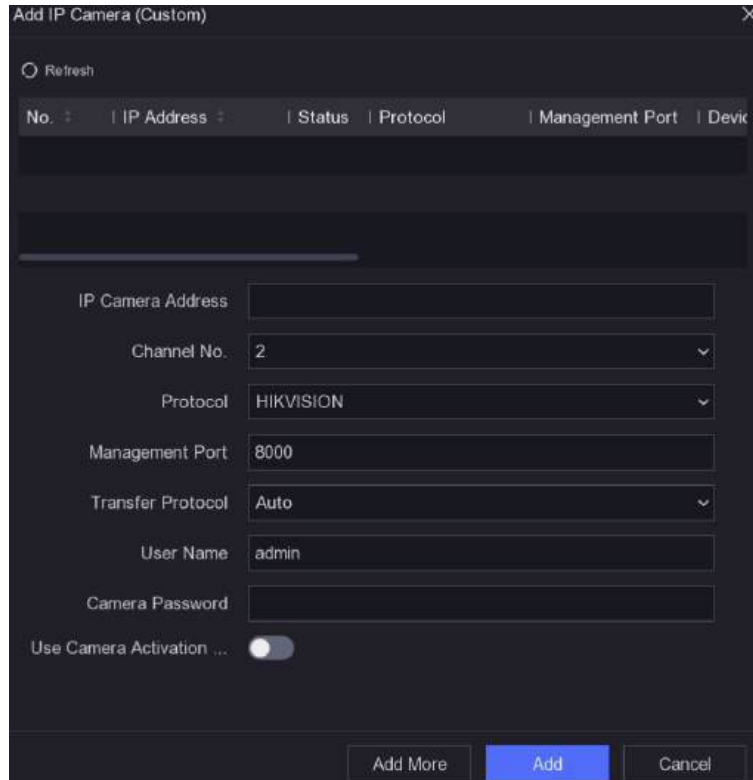 Add IP Camera (Custom)
Refresh
No. IP Address Status Protocol Management Port Devic
IP Camera Address
Channel No. 2
Protocol HIKVISION
Management Port 8000
Transfer Protocol Auto
User Name admin
Camera Password
Use Camera Activation ...
Add More Add Cancel